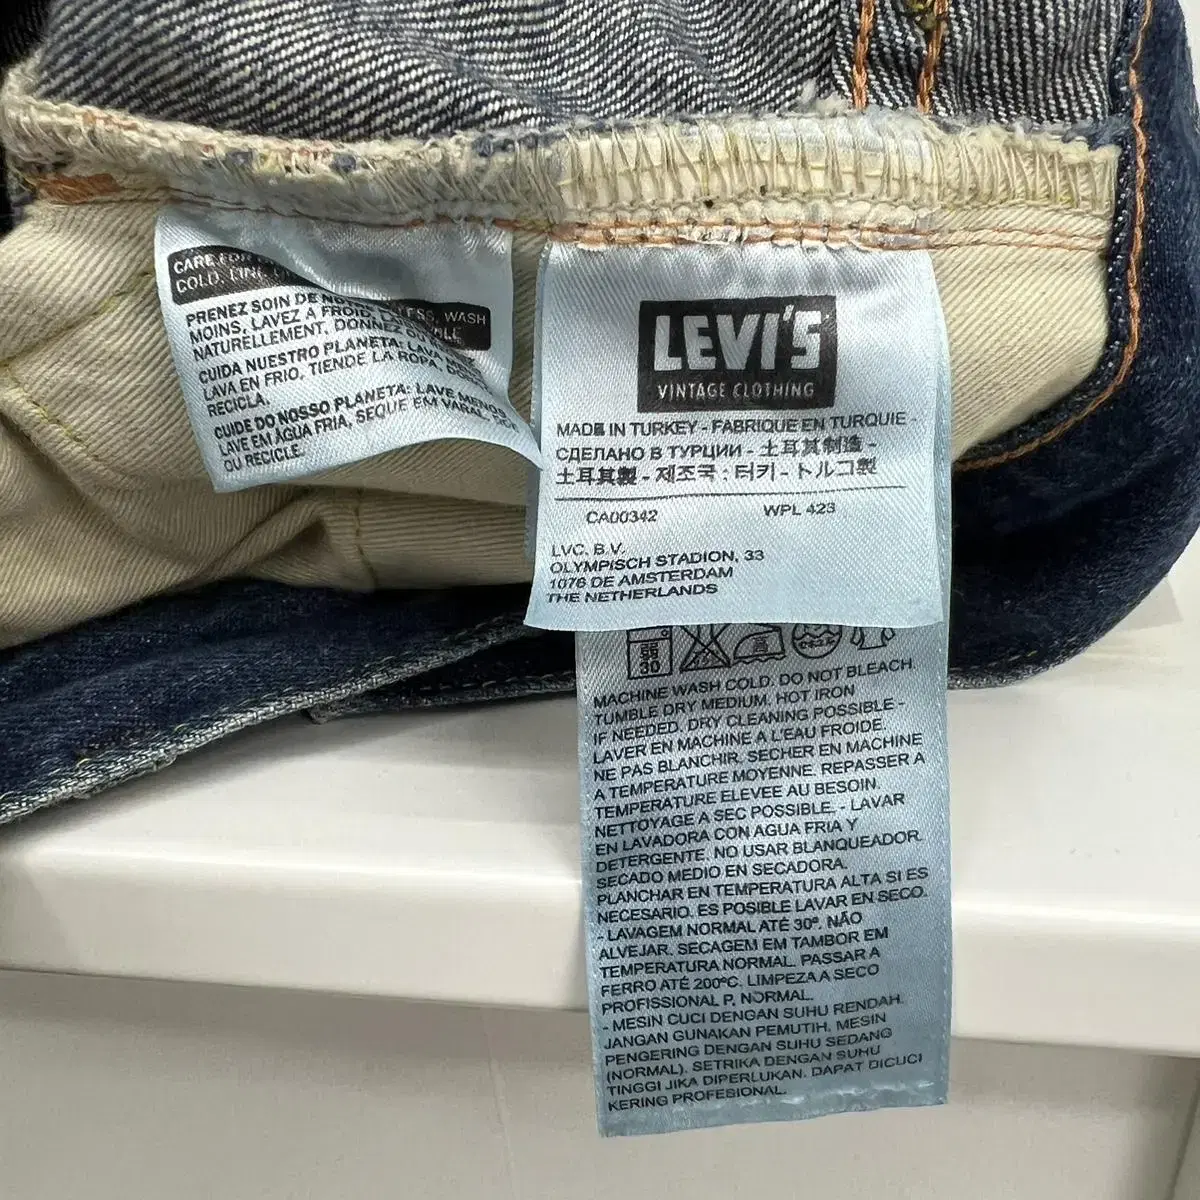 CARE FOR
COLD, LINE
LESS, WASH
PRENEZ SOIN DE
MOINS, LAVEZ À FROID,
NATURELLEMENT, DONNEZ OU
CUIDA NUESTRO PLANETA: LAVA
LAVA EN FRIO, TIENDE LA ROPA,
RECICLA.
CUIDE DO NOSSO PLANETA: LAVE MENOS,
LAVE EM ÁGUA FRIA, SEQUE EM VARAL,
OU RECICLE.
LEVI'S
VINTAGE CLOTHING
MADE IN TURKEY - FABRIQUE EN TURQUIE -
СДЕЛАНО В ТУРЦИИ - 土耳其制造 -
土耳其製 - 제조국 : 터키 - トルコ製
CA00342 WPL 423
LVC. B.V.
OLYMPISCH STADION, 33
1076 DE AMSTERDAM
THE NETHERLANDS
30
MACHINE WASH COLD. DO NOT BLEACH.
TUMBLE DRY MEDIUM. HOT IRON
IF NEEDED. DRY CLEANING POSSIBLE -
LAVER EN MACHINE A L'EAU FROIDE.
NE PAS BLANCHIR. SECHER EN MACHINE
A TEMPERATURE MOYENNE. REPASSER A
TEMPERATURE ELEVEE AU BESOIN.
NETTOYAGE A SEC POSSIBLE. - LAVAR
EN LAVADORA CON AGUA FRIA Y
DETERGENTE. NO USAR BLANQUEADOR.
SECADO MEDIO EN SECADORA.
PLANCHAR EN TEMPERATURA ALTA SI ES
NECESARIO. ES POSIBLE LAVAR EN SECO.
- LAVAGEM NORMAL ATÉ 30º. NÃO
ALVEJAR. SECAGEM EM TAMBOR EM
TEMPERATURA NORMAL. PASSAR A
FERRO ATÉ 200ºC. LIMPEZA A SECO
PROFISSIONAL P, NORMAL.
- MESIN CUCI DENGAN SUHU RENDAH.
JANGAN GUNAKAN PEMUTIH. MESIN
PENGERING DENGAN SUHU SEDANG
(NORMAL). SETRIKA DENGAN SUHU
TINGGI JIKA DIPERLUKAN. DAPAT DICUCI
KERING PROFESIONAL.